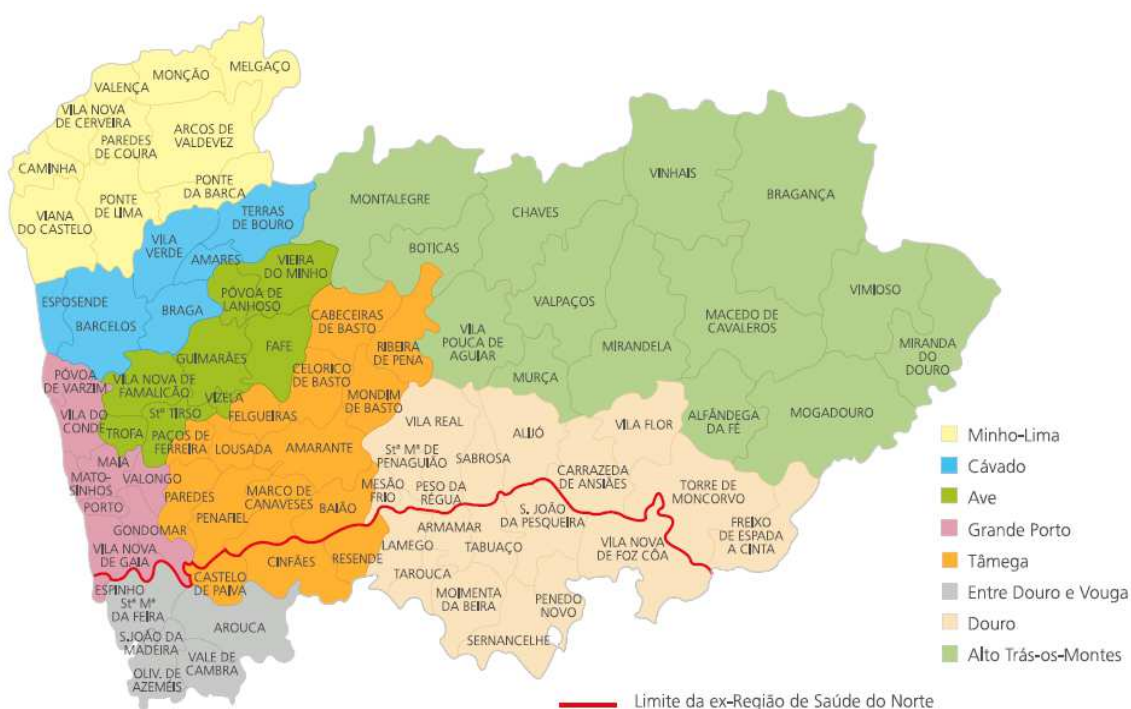 MELGAÇO
MONÇÃO
VALENÇA
VILA NOVA
DE CERVEIRA
ARCOS DE
VALDEVEZ
PAREDES
DE COURA
CAMINHA
PONTE
DA BARCA
PONTE
DE LIMA
VIANA
DO CASTELO
TERRAS
DE BOURO
VILA
VERDE
AMARES
ESPOSENDE
BARCELOS
BRAGA
VIEIRA
DO MINHO
PÓVOA DE
LANHOSO
GUIMARÃES
FAFE
VILA NOVA DE
FAMALICÃO
VIZELA
Stº TIRSO
TROFA
MONTALEGRE
CHAVES
VINHAIS
BRAGANÇA
BOTICAS
VALPAÇOS
VIMIOSO
MACEDO DE
CAVALEROS
MIRANDA
DO
DOURO
VILA
POUCA DE
AGUIAR
MIRANDELA
MURÇA
ALFÂNDEGA
DA FÉ
MOGADOURO
CABECEIRAS
DE BASTO
RIBEIRA
DE PENA
CELORICO
DE BASTO
MONDIM
DE BASTO
FELGUEIRAS
PAÇOS DE
FERREIRA
LOUSADA
AMARANTE
PAREDES
PENAFIEL
MARCO DE
CANAVESES
BAIÃO
CINFÃES
RESENDE
CASTELO
DE PAIVA
PÓVOA
DE VARZIM
VILA DO
CONDE
MAIA
MATO-
SINHOS
VALONGO
PORTO
GONDOMAR
VILA NOVA
DE GAIA
ESPINHO
Stª Mª
DA FEIRA
AROUCA
S.JOÃO DA
MADEIRA
VALE DE
CAMBRA
OLIV. DE
AZEMÉIS
VILA REAL
ALIJÓ
VILA FLOR
Stª Mª DE
PENAGUIÃO
SABROSA
MESÃO
FRIO
PESO DA
RÉGUA
CARRAZEDA
DE ANSIÃES
TORRE DE
MONCORVO
S. JOÃO
DA PESQUEIRA
FREIXO
DE ESPADA
A CINTA
ARMAMAR
LAMEGO
TABUAÇO
VILA NOVA
DE FOZ CÔA
TAROUCA
MOIMENTA
DA BEIRA
PENEDO
NOVO
SERNANCELHE
Minho-Lima
Cávado
Ave
Grande Porto
Tâmega
Entre Douro e Vouga
Douro
Alto Trás-os-Montes
Limite da ex-Região de Saúde do Norte